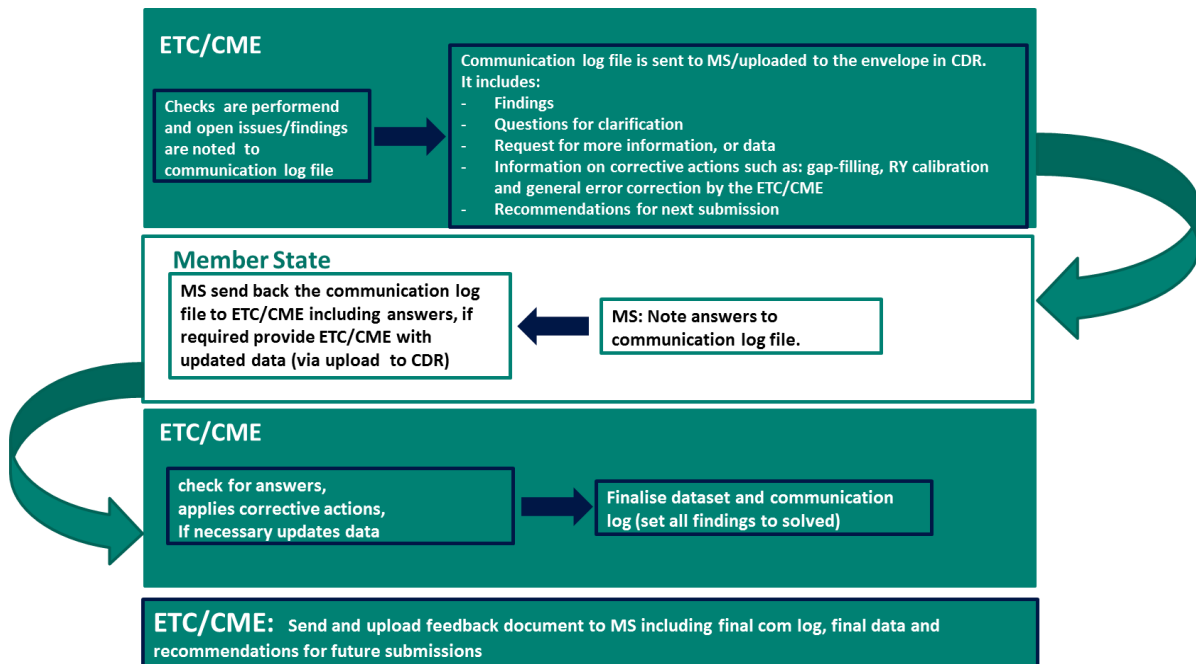 ETC/CME
Checks are performend
and open issues/findings
are noted to
communication log file
Communication log file is sent to MS/uploaded to the envelope in CDR.
It includes:
- Findings
- Questions for clarification
- Request for more information, or data
- Information on corrective actions such as: gap-filling, RY calibration
and general error correction by the ETC/CME
- Recommendations for next submission
Member State
MS send back the communication log
file to ETC/CME including answers, if
required provide ETC/CME with
updated data (via upload to CDR)
MS: Note answers to
communication log file.
ETC/CME
check for answers,
applies corrective actions,
If necessary updates data
Finalise dataset and communication
log (set all findings to solved)
ETC/CME: Send and upload feedback document to MS including final com log, final data and
recommendations for future submissions